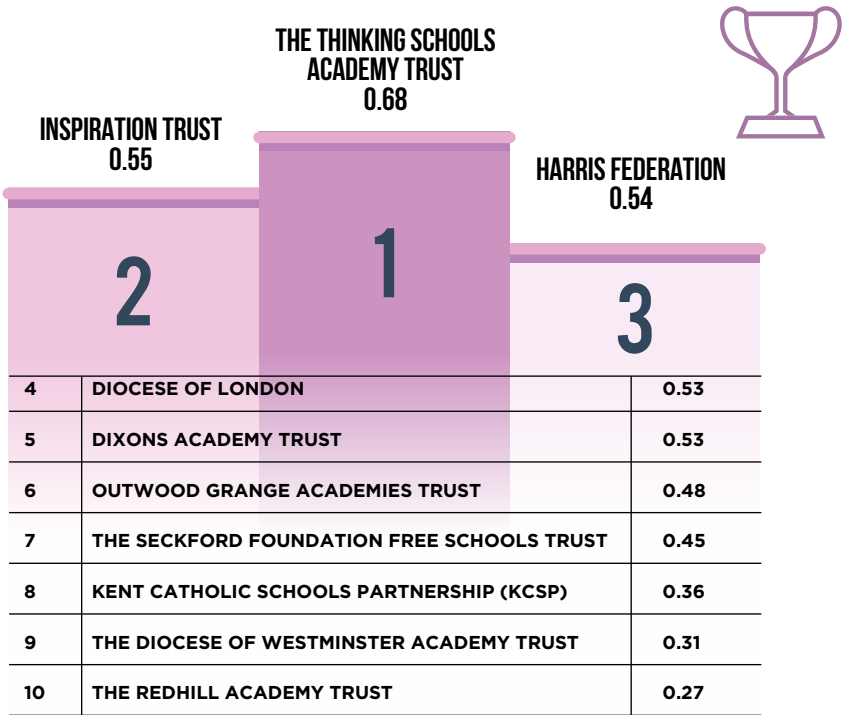 THE THINKING SCHOOLS
ACADEMY TRUST
0.68
INSPIRATION TRUST
0.55
HARRIS FEDERATION
0.54
1
2
3
4 DIOCESE OF LONDON 0.53
5 DIXONS ACADEMY TRUST 0.53
6 OUTWOOD GRANGE ACADEMIES TRUST 0.48
7 THE SECKFORD FOUNDATION FREE SCHOOLS TRUST 0.45
8 KENT CATHOLIC SCHOOLS PARTNERSHIP (KCSP) 0.36
9 THE DIOCESE OF WESTMINSTER ACADEMY TRUST 0.31
10 THE REDHILL ACADEMY TRUST 0.27